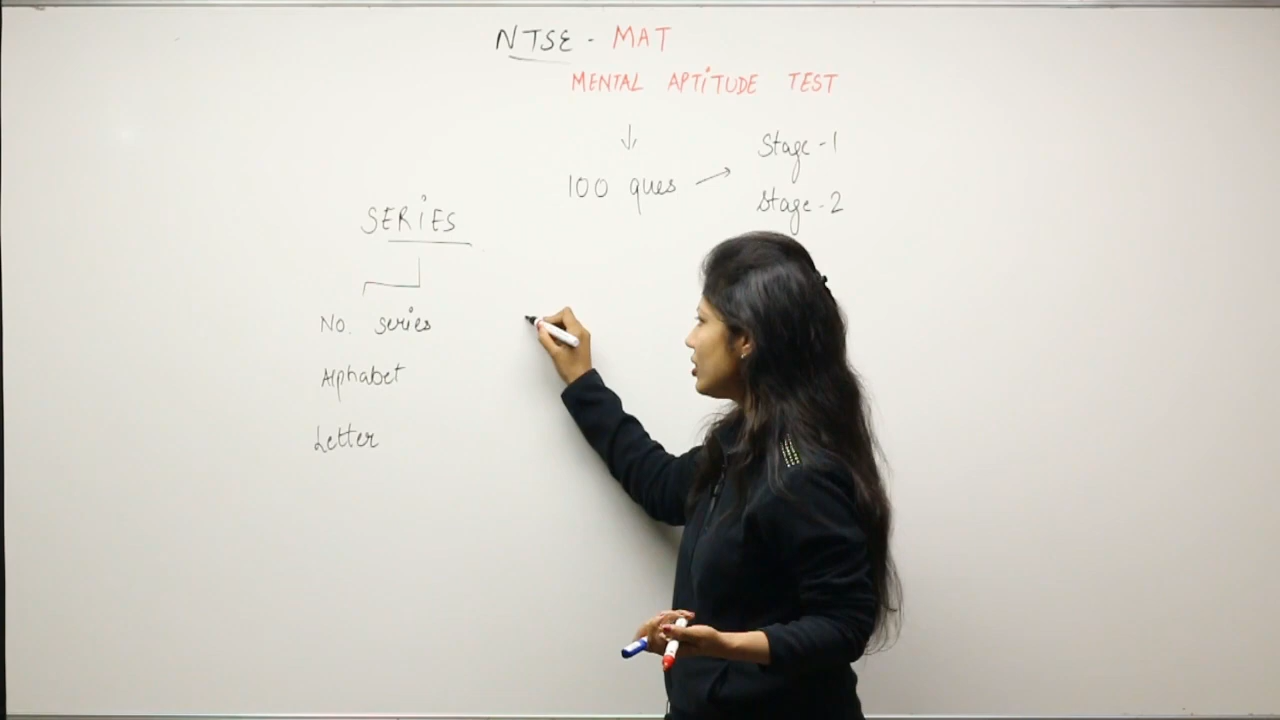 NTSE - MAT
MENTAL APTITUDE TEST
100 ques
Stage -1
Stage -2
SERIES
No. series
Alphabet
Letter